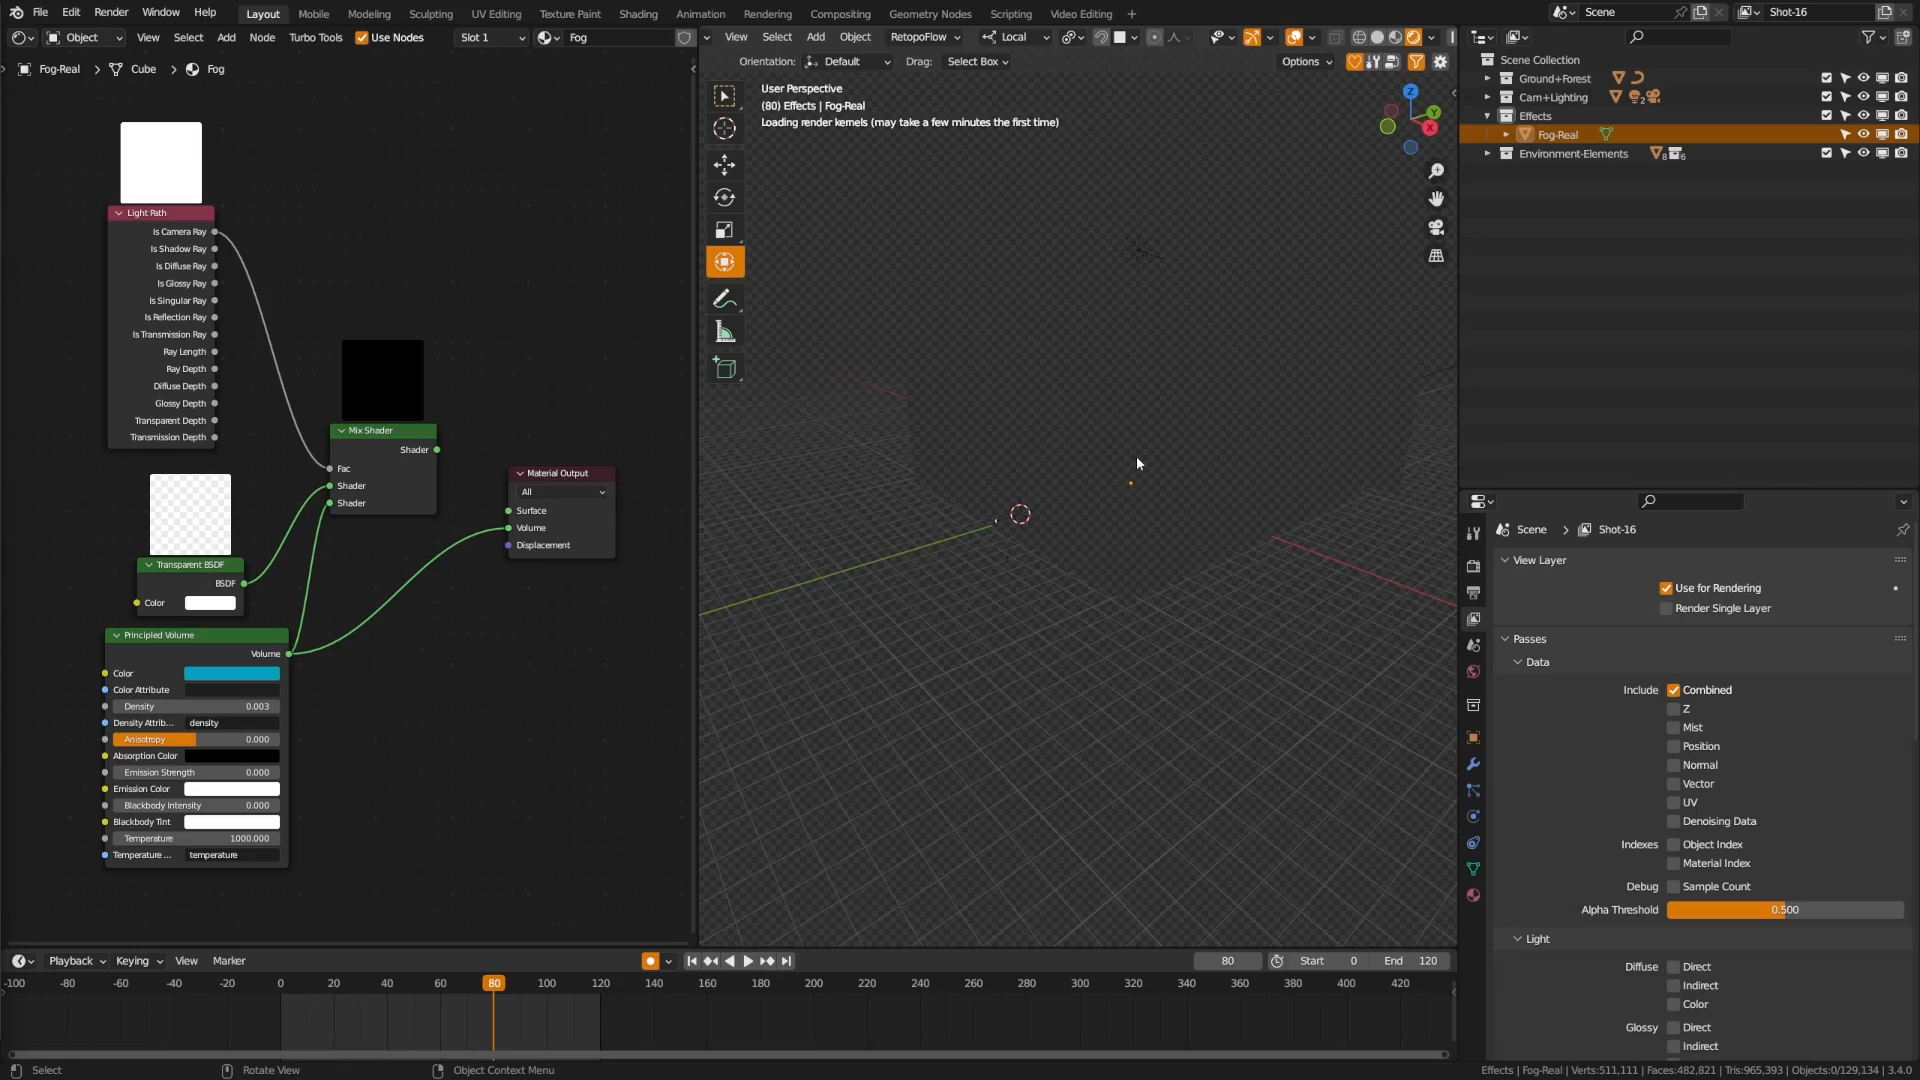 File Edit Render Window Help Layout Mobile Modeling Sculpting UV Editing Texture Paint Shading Animation Rendering Compositing Geometry Nodes Scripting Video Editing + Scene Shot-16
Object View Select Add Node Turbo Tools Use Nodes Slot 1 Fog
View Select Add Object RetopoFlow Local
Fog-Real > Cube > Fog
Orientation: Default Drag: Select Box Options
User Perspective
(80) Effects | Fog-Real
Loading render kernels (may take a few minutes the first time)
Z
Y
X
Light Path
Is Camera Ray
Is Shadow Ray
Is Diffuse Ray
Is Glossy Ray
Is Singular Ray
Is Reflection Ray
Is Transmission Ray
Ray Length
Ray Depth
Diffuse Depth
Glossy Depth
Transparent Depth
Transmission Depth
Mix Shader
Shader
Fac
Shader
Shader
Material Output
All
Surface
Volume
Displacement
Transparent BSDF
BSDF
Color
Principled Volume
Volume
Color
Color Attribute
Density 0.003
Density Attrib... density
Anisotropy 0.000
Absorption Color
Emission Strength 0.000
Emission Color
Blackbody Intensity 0.000
Blackbody Tint
Temperature 1000.000
Temperature ... temperature
Scene Collection
Ground+Forest
Cam+Lighting 2
Effects
Fog-Real
Environment-Elements 8 6
Scene > Shot-16
View Layer
Use for Rendering
Render Single Layer
Passes
Data
Include Combined
Z
Mist
Position
Normal
Vector
UV
Denoising Data
Indexes Object Index
Material Index
Debug Sample Count
Alpha Threshold 0.500
Light
Diffuse Direct
Indirect
Color
Glossy Direct
Indirect
Playback Keying View Marker 80 Start 0 End 120
-100 -80 -60 -40 -20 0 20 40 60 80 100 120 140 160 180 200 220 240 260 280 300 320 340 360 380 400 420
Select Rotate View Object Context Menu Effects | Fog-Real | Verts:511,111 | Faces:482,821 | Tris:965,393 | Objects:0/129,134 | 3.4.0